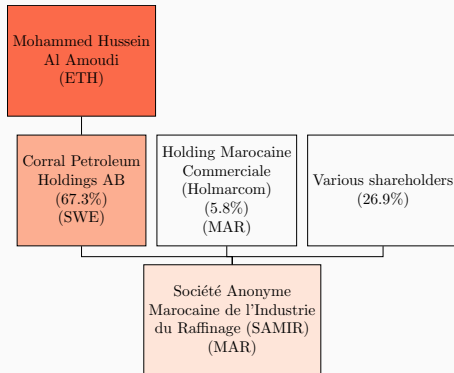 Mohammed Hussein
Al Amoudi
(ETH)
Corral Petroleum
Holdings AB
(67.3%)
(SWE)
Holding Marocaine
Commerciale
(Holmarcom)
(5.8%)
(MAR)
Various shareholders
(26.9%)
Société Anonyme
Marocaine de l'Industrie
du Raffinage (SAMIR)
(MAR)